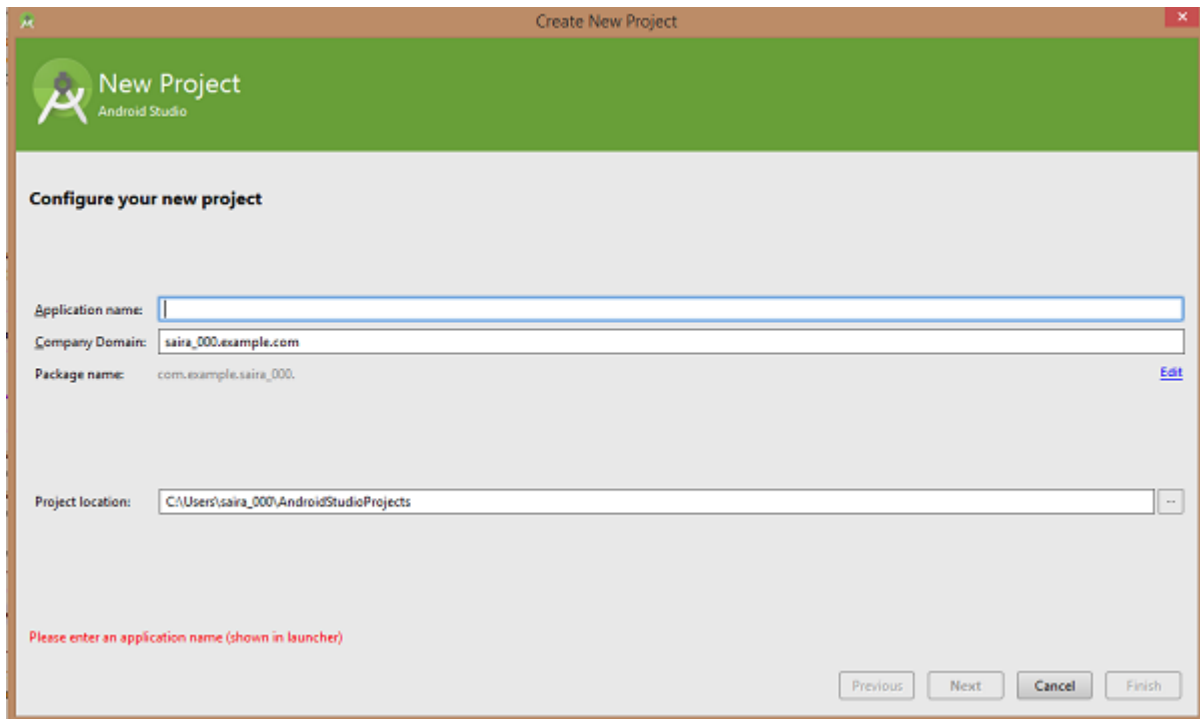 Create New Project
New Project
Android Studio
Configure your new project
Application name:
Company Domain: saira_000.example.com
Package name: com.example.saira_000. Edit
Project location: C:\Users\saira_000\AndroidStudioProjects ...
Please enter an application name (shown in launcher)
Previous Next Cancel Finish